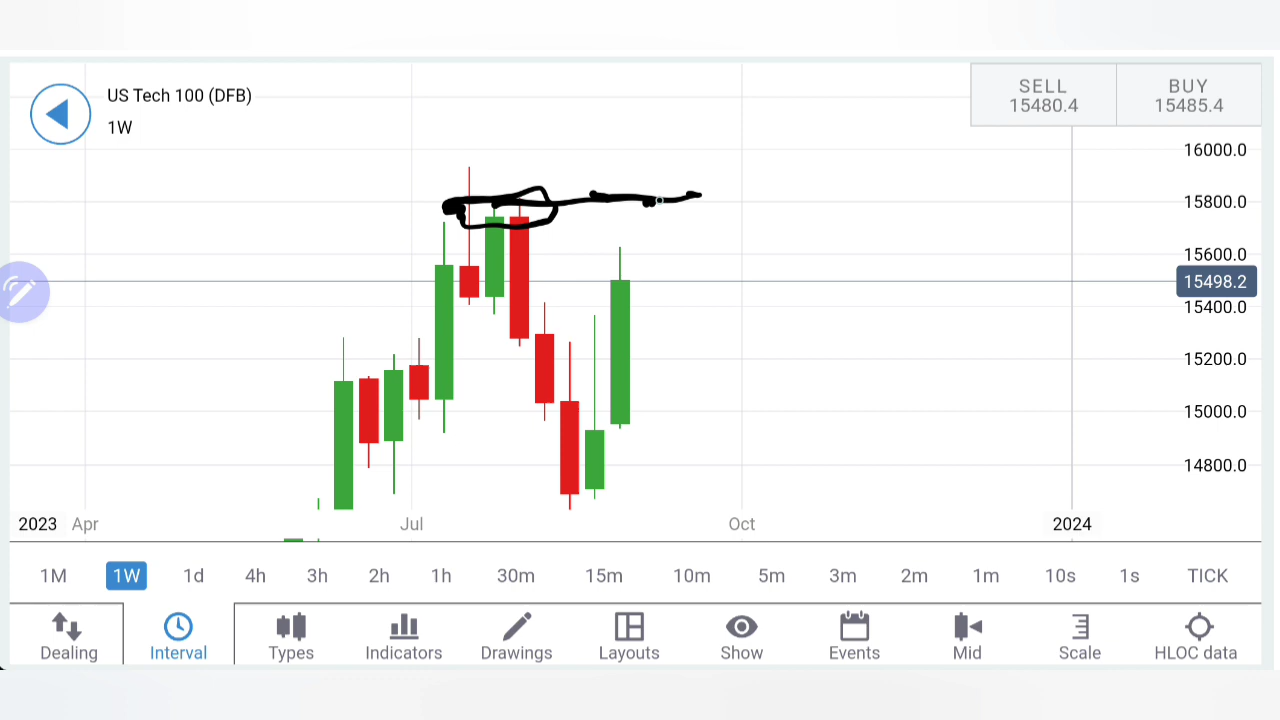 US Tech 100 (DFB)
1W
SELL
15480.4
BUY
15485.4
16000.0
15800.0
15600.0
15498.2
15400.0
15200.0
15000.0
14800.0
2023 Apr Jul Oct 2024
1M 1W 1d 4h 3h 2h 1h 30m 15m 10m 5m 3m 2m 1m 10s 1s TICK
Dealing Interval Types Indicators Drawings Layouts Show Events Mid Scale HLOC data